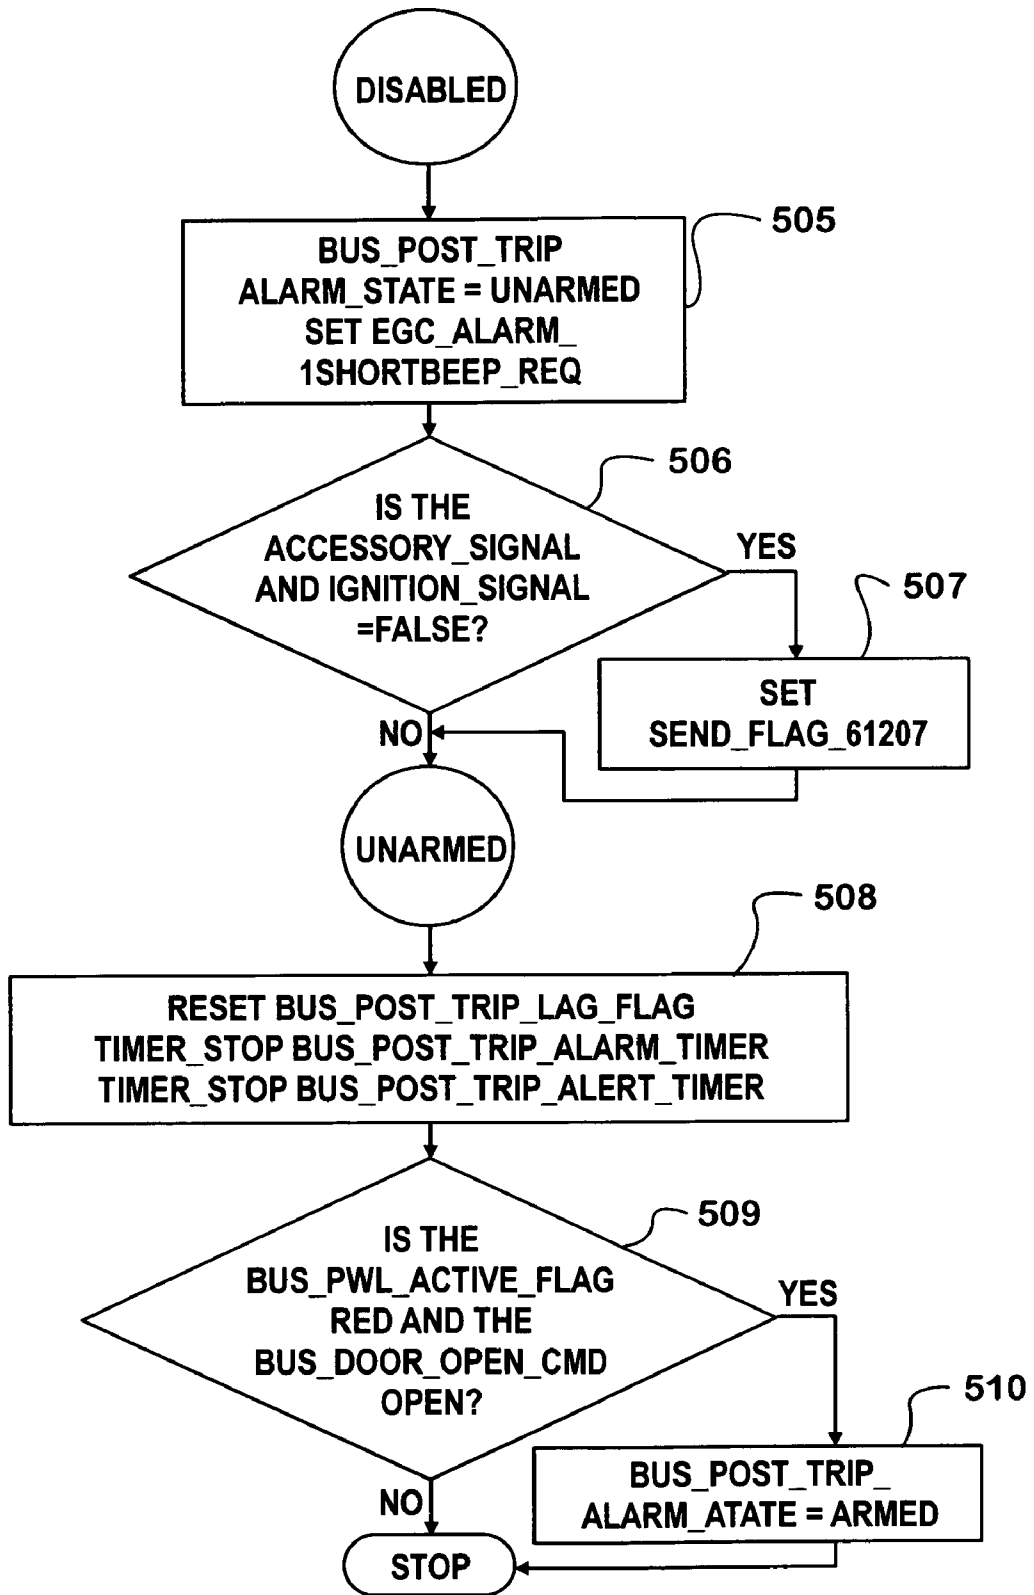 DISABLED
505
BUS_POST_TRIP
ALARM_STATE = UNARMED
SET EGC_ALARM_
1SHORTBEEP_REQ
506
IS THE
ACCESSORY_SIGNAL
AND IGNITION_SIGNAL
=FALSE?
YES
507
SET
SEND_FLAG_61207
NO
UNARMED
508
RESET BUS_POST_TRIP_LAG_FLAG
TIMER_STOP BUS_POST_TRIP_ALARM_TIMER
TIMER_STOP BUS_POST_TRIP_ALERT_TIMER
509
IS THE
BUS_PWL_ACTIVE_FLAG
RED AND THE
BUS_DOOR_OPEN_CMD
OPEN?
YES
510
BUS_POST_TRIP_
ALARM_ATATE = ARMED
NO
STOP